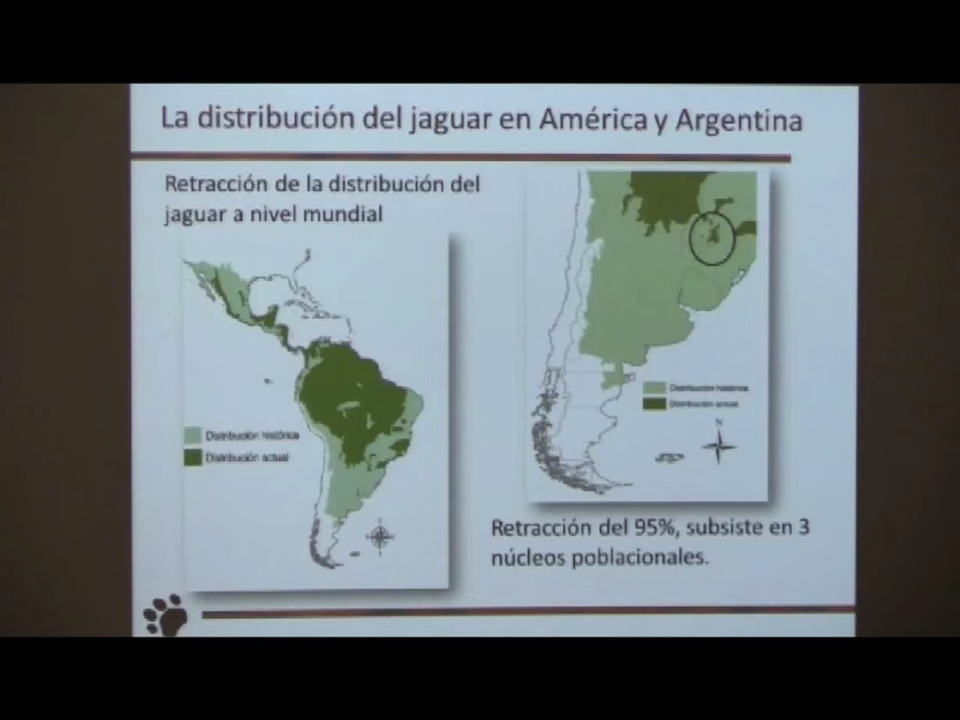 La distribución del jaguar en América y Argentina
Retracción de la distribución del
jaguar a nivel mundial
Distribución histórica
Distribución actual
Distribución histórica
Distribución actual
N
Retracción del 95%, subsiste en 3
núcleos poblacionales.